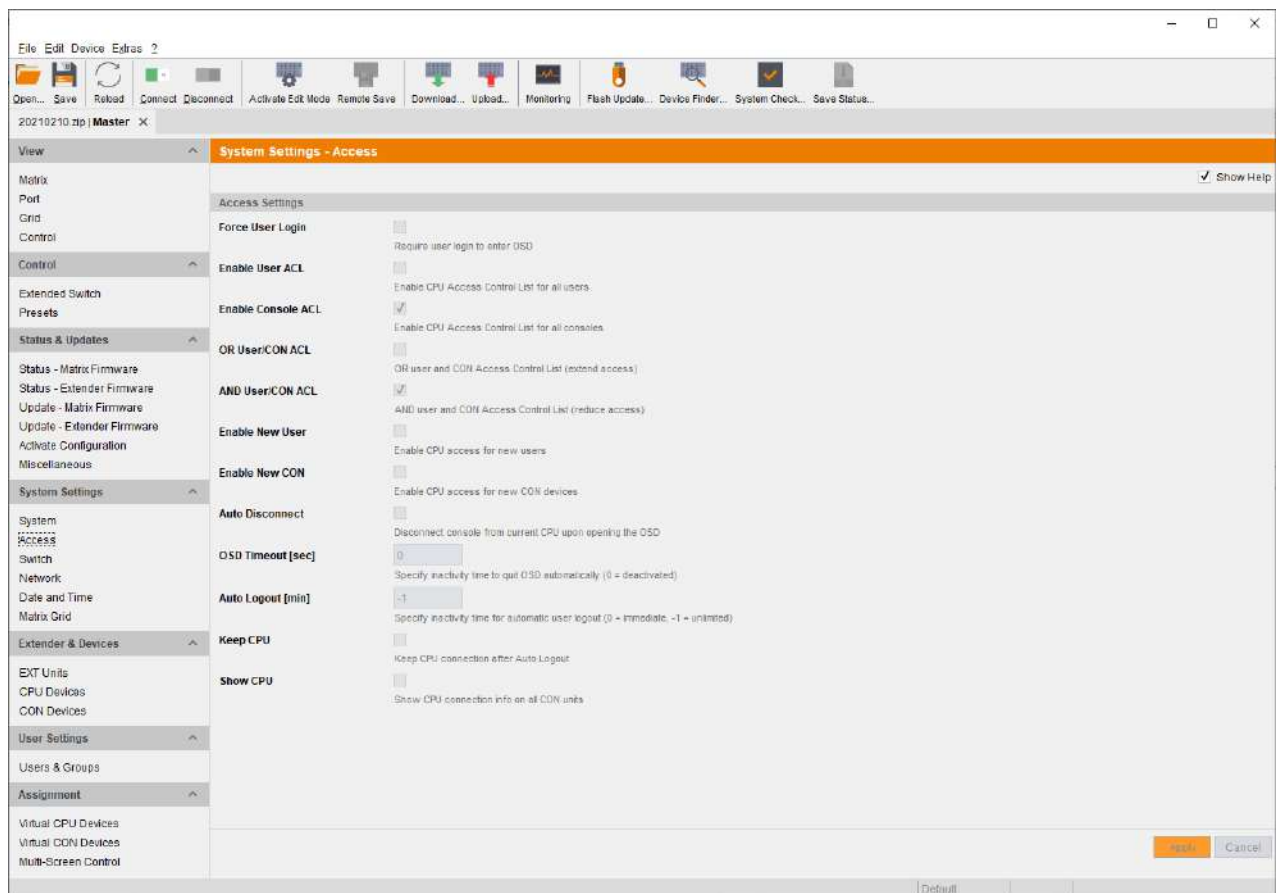 File Edit Device Extras ?
Open... Save Reload Connect Disconnect Activate Edit Mode Remote Save Download... Upload... Monitoring Flash Update... Device Finder... System Check... Save Status...
20210210.zip | Master
View
Matrix
Port
Grid
Control
Control
Extended Switch
Presets
Status & Updates
Status - Matrix Firmware
Status - Extender Firmware
Update - Matrix Firmware
Update - Extender Firmware
Activate Configuration
Miscellaneous
System Settings
System
Access
Switch
Network
Date and Time
Matrix Grid
Extender & Devices
EXT Units
CPU Devices
CON Devices
User Settings
Users & Groups
Assignment
Virtual CPU Devices
Virtual CON Devices
Multi-Screen Control
System Settings - Access
Show Help
Access Settings
Force User Login
Require user login to enter OSD
Enable User ACL
Enable CPU Access Control List for all users
Enable Console ACL
Enable CPU Access Control List for all consoles
OR User/CON ACL
OR user and CON Access Control List (extend access)
AND User/CON ACL
AND user and CON Access Control List (reduce access)
Enable New User
Enable CPU access for new users
Enable New CON
Enable CPU access for new CON devices
Auto Disconnect
Disconnect console from current CPU upon opening the OSD
OSD Timeout [sec]
0
Specify inactivity time to quit OSD automatically (0 = deactivated)
Auto Logout [min]
-1
Specify inactivity time for automatic user logout (0 = immediate, -1 = unlimited)
Keep CPU
Keep CPU connection after Auto Logout
Show CPU
Show CPU connection info on all CON units
Apply Cancel
Default